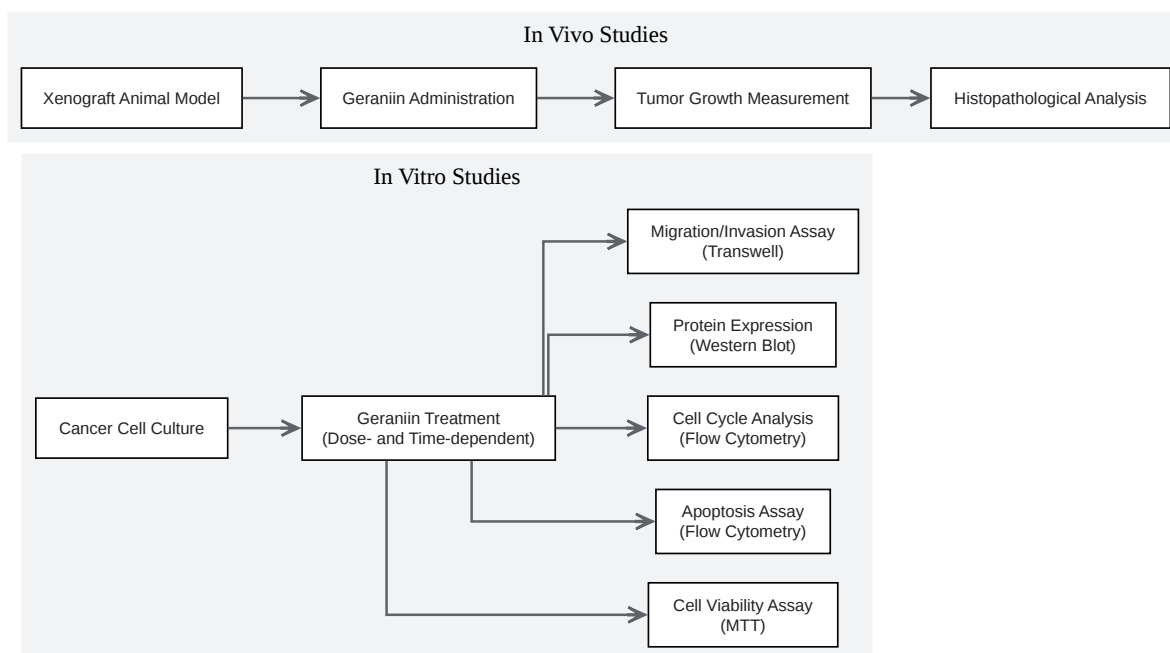 In Vivo Studies
Xenograft Animal Model
Geraniin Administration
Tumor Growth Measurement
Histopathological Analysis
In Vitro Studies
Migration/Invasion Assay
(Transwell)
Protein Expression
(Western Blot)
Cancer Cell Culture
Geraniin Treatment
(Dose- and Time-dependent)
Cell Cycle Analysis
(Flow Cytometry)
Apoptosis Assay
(Flow Cytometry)
Cell Viability Assay
(MTT)